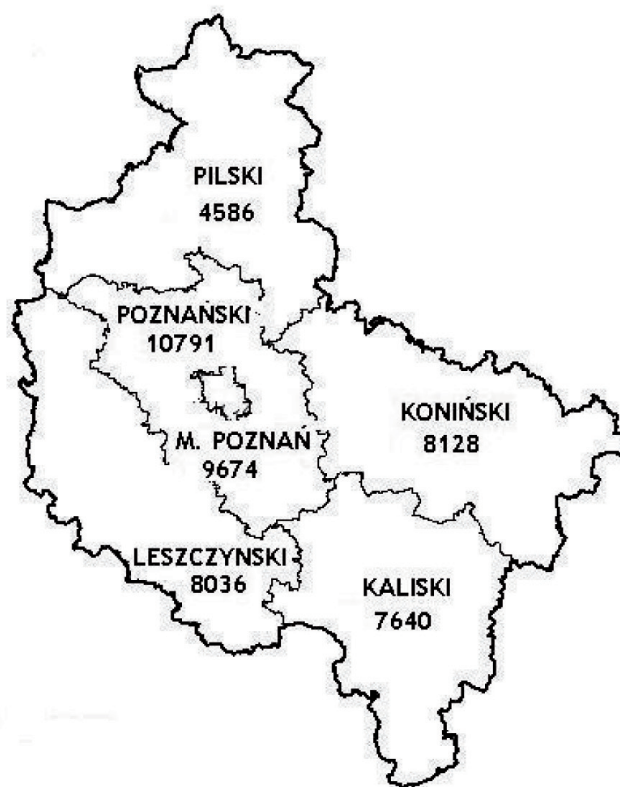 PILSKI
4586
POZNAŃSKI
10791
M. POZNAŃ
9674
KONIŃSKI
8128
LESZCZYNSKI
8036
KALISKI
7640